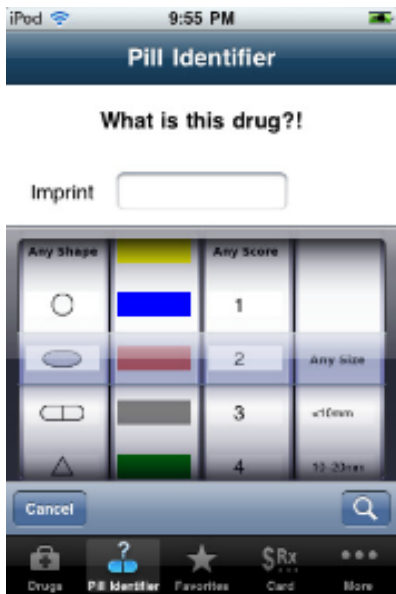 iPod 9:55 PM
Pill Identifier
What is this drug?!
Imprint
Any Shape Any Score
1
2 Any Size
3 <10mm
4 10-20mm
Cancel
Drugs Pill Identifier Favorites $Rx Card More